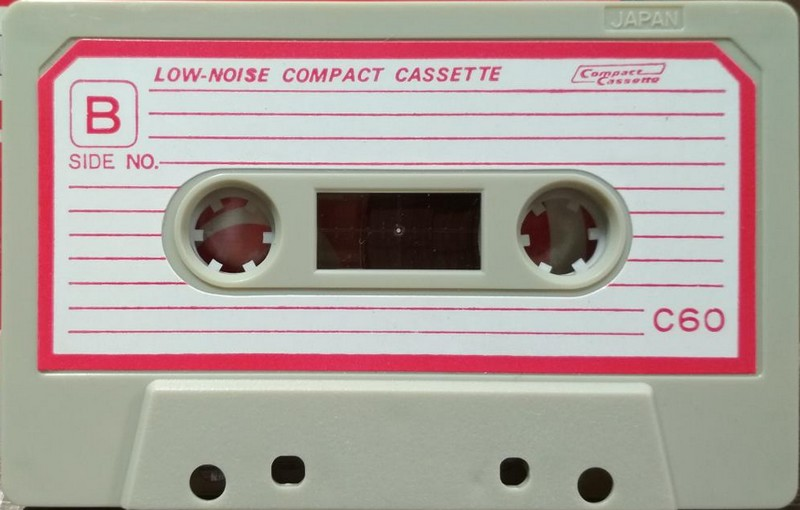 JAPAN
LOW-NOISE COMPACT CASSETTE
Compact
Cassette
B
SIDE NO.
C60